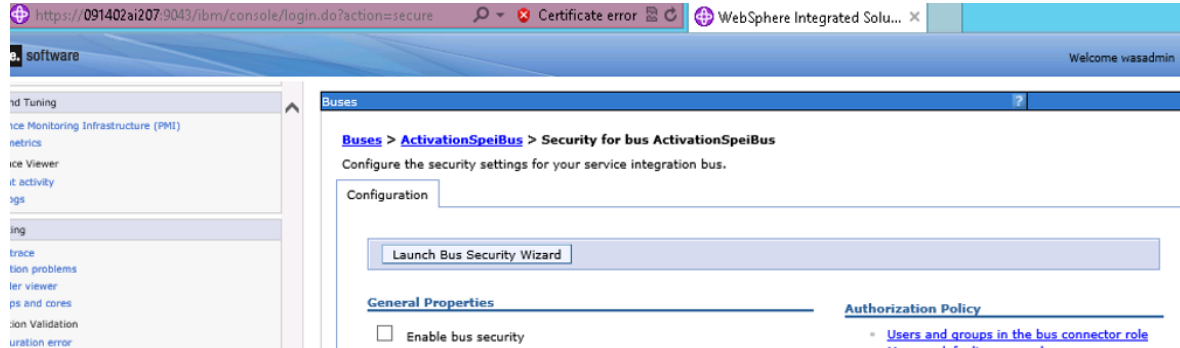 https://091402ai207:9043/ibm/console/login.do?action=secure Certificate error WebSphere Integrated Solu...
e. software Welcome wasadmin
nd Tuning
nce Monitoring Infrastructure (PMI)
metrics
nce Viewer
nt activity
ogs
ing
trace
tion problems
ler viewer
ps and cores
tion Validation
uration error
Buses ?
Buses > ActivationSpeiBus > Security for bus ActivationSpeiBus
Configure the security settings for your service integration bus.
Configuration
Launch Bus Security Wizard
General Properties
Enable bus security
Authorization Policy
Users and groups in the bus connector role